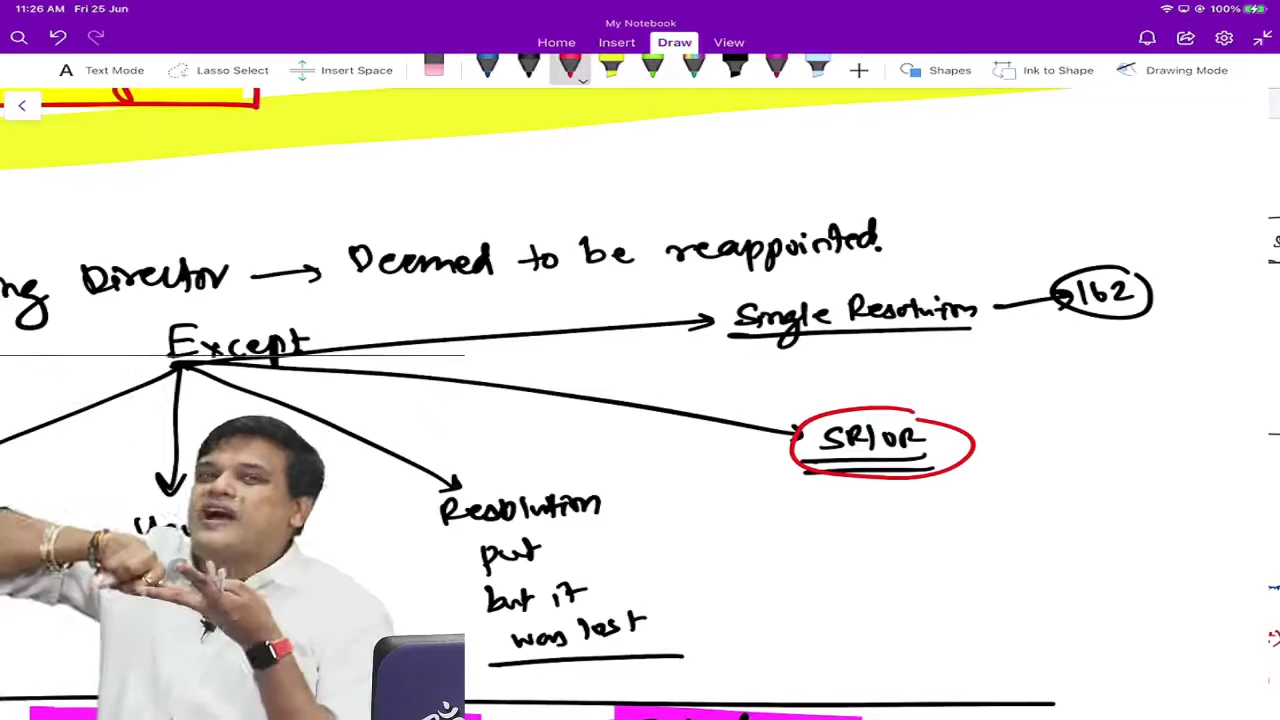 11:26 AM Fri 25 Jun
100%
My Notebook
Home Insert Draw View
Text Mode Lasso Select Insert Space Shapes Ink to Shape Drawing Mode
ng Director → Deemed to be reappointed.
Except
Single Resolution
162
SR/OR
Resolution
put
but it
was lost